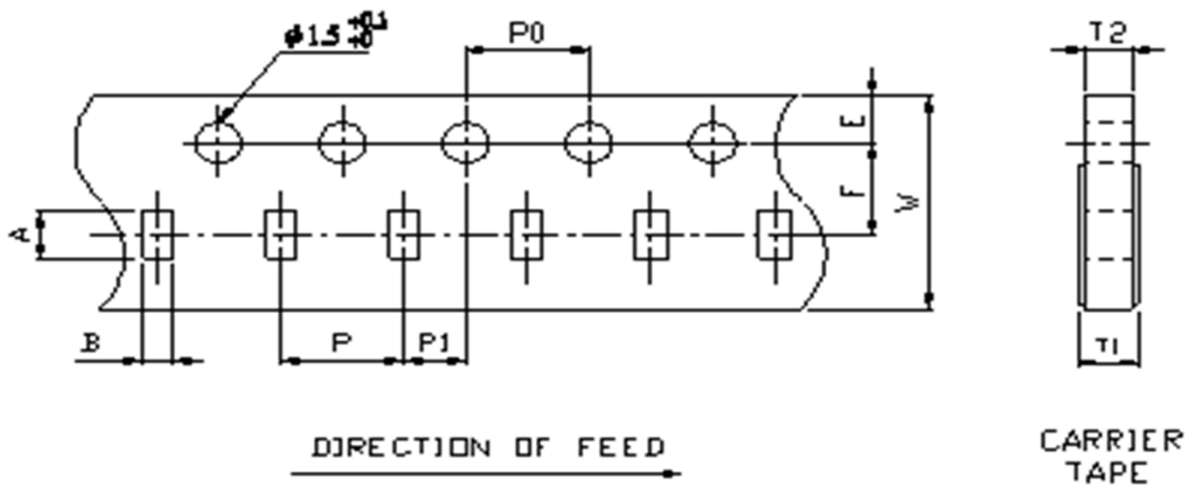 ϕ1.5 +0.1
+0
P0
T2
E
F
W
A
B
P
P1
T1
DIRECTION OF FEED
CARRIER
TAPE